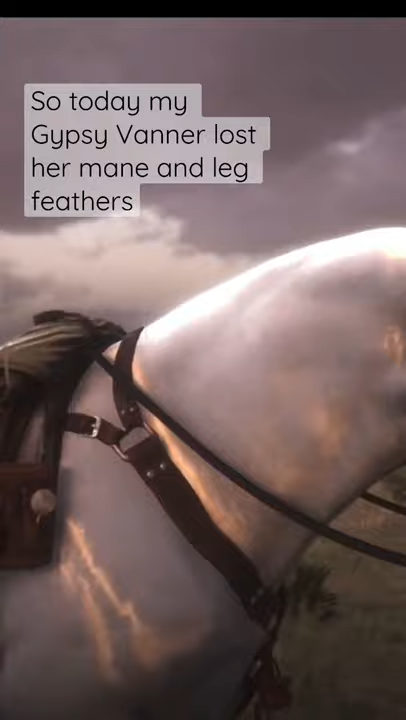 So today my
Gypsy Vanner lost
her mane and leg
feathers